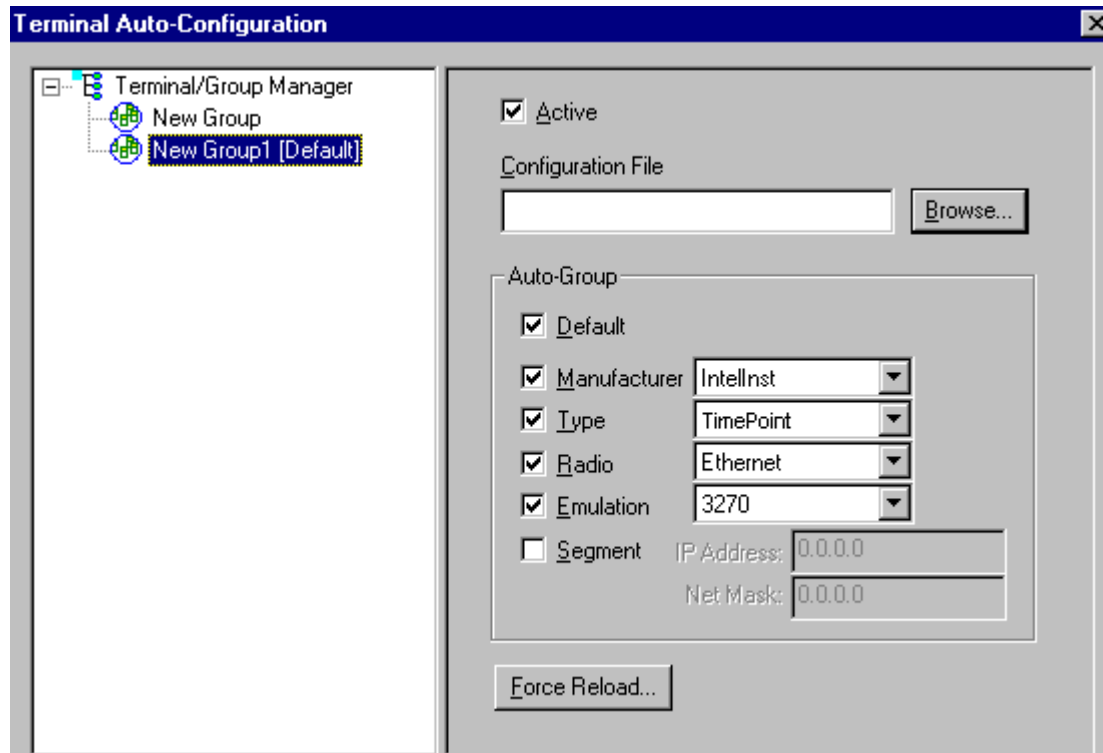 Terminal Auto-Configuration
Terminal/Group Manager
New Group
New Group1 [Default]
Active
Configuration File
Browse...
Auto-Group
Default
Manufacturer IntelInst
Type TimePoint
Radio Ethernet
Emulation 3270
Segment IP Address: 0.0.0.0
Net Mask: 0.0.0.0
Force Reload...